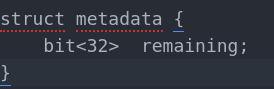 struct metadata {
    bit<32>  remaining;
}